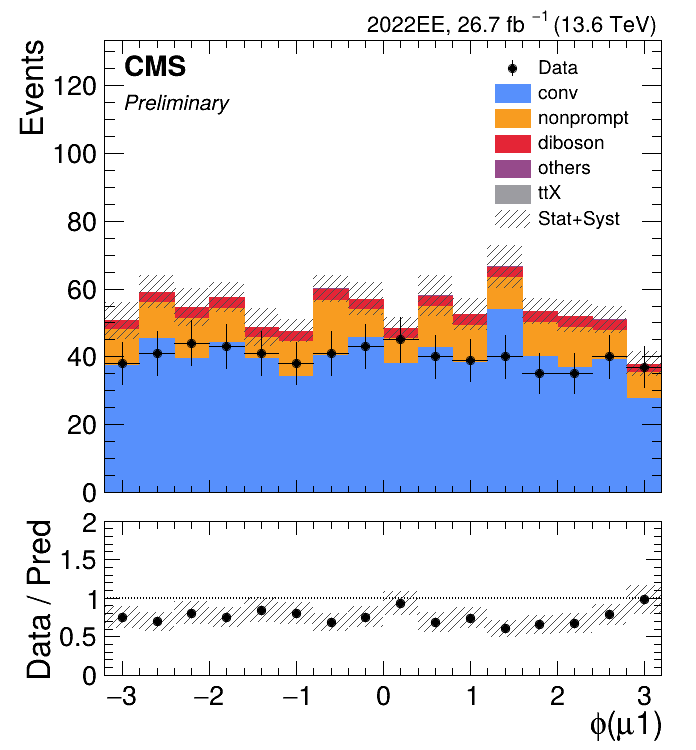 2022EE, 26.7 fb⁻¹ (13.6 TeV)
Events
CMS
Preliminary
Data
conv
nonprompt
diboson
others
ttX
Stat+Syst
120
100
80
60
40
20
0
Data / Pred
2
1.5
1
0.5
0
−3 −2 −1 0 1 2 3
ϕ(μ1)